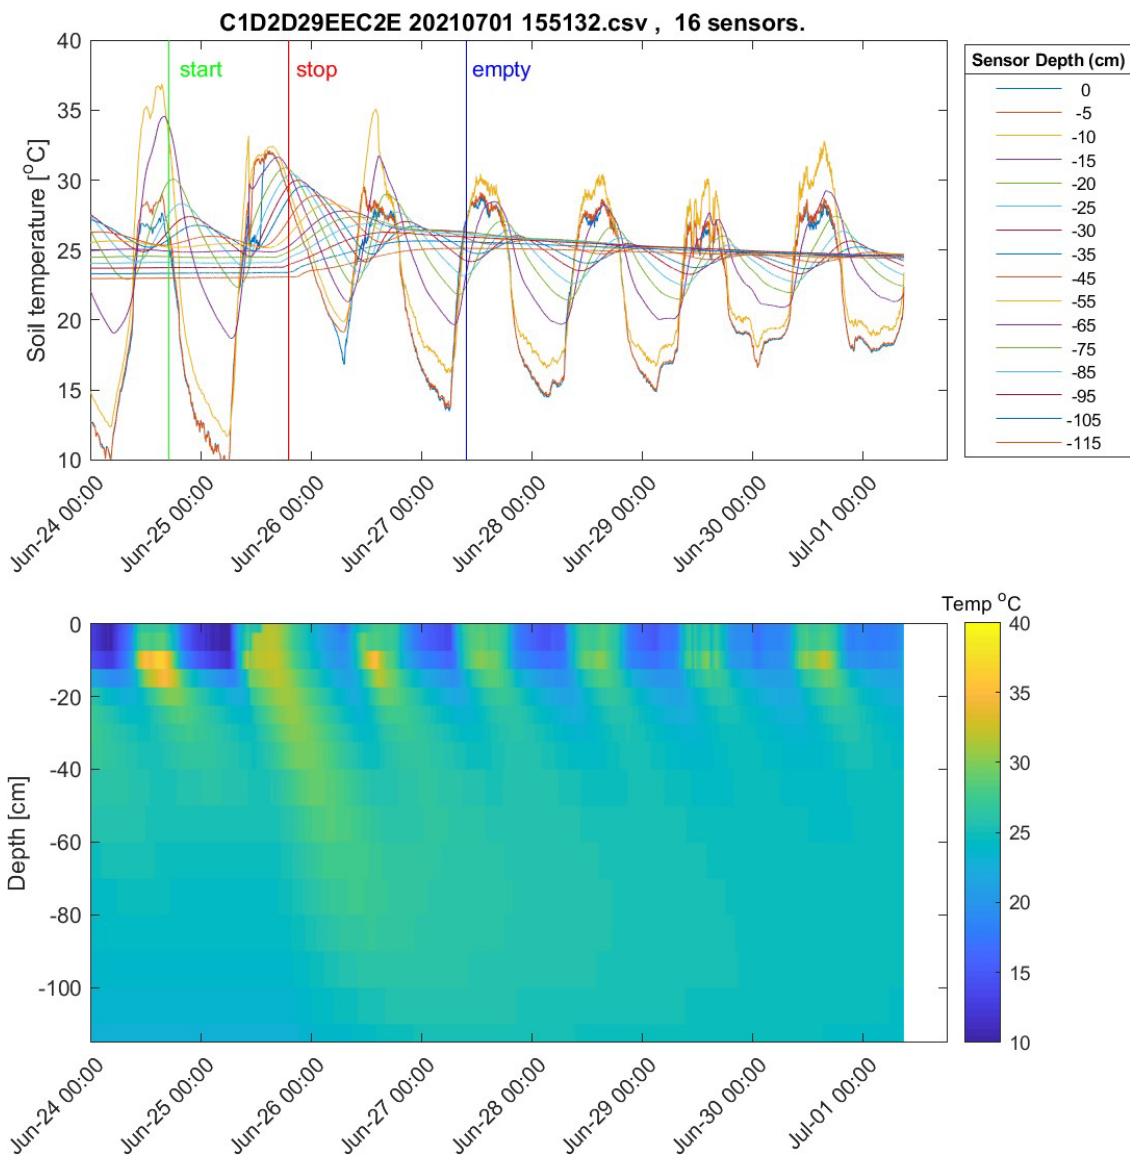 C1D2D29EEC2E 20210701 155132.csv ,  16 sensors.
start
stop
empty
Soil temperature [°C]
40
35
30
25
20
15
10
Jun-24 00:00
Jun-25 00:00
Jun-26 00:00
Jun-27 00:00
Jun-28 00:00
Jun-29 00:00
Jun-30 00:00
Jul-01 00:00
Sensor Depth (cm)
0
-5
-10
-15
-20
-25
-30
-35
-45
-55
-65
-75
-85
-95
-105
-115
Depth [cm]
0
-20
-40
-60
-80
-100
Jun-24 00:00
Jun-25 00:00
Jun-26 00:00
Jun-27 00:00
Jun-28 00:00
Jun-29 00:00
Jun-30 00:00
Jul-01 00:00
Temp °C
40
35
30
25
20
15
10